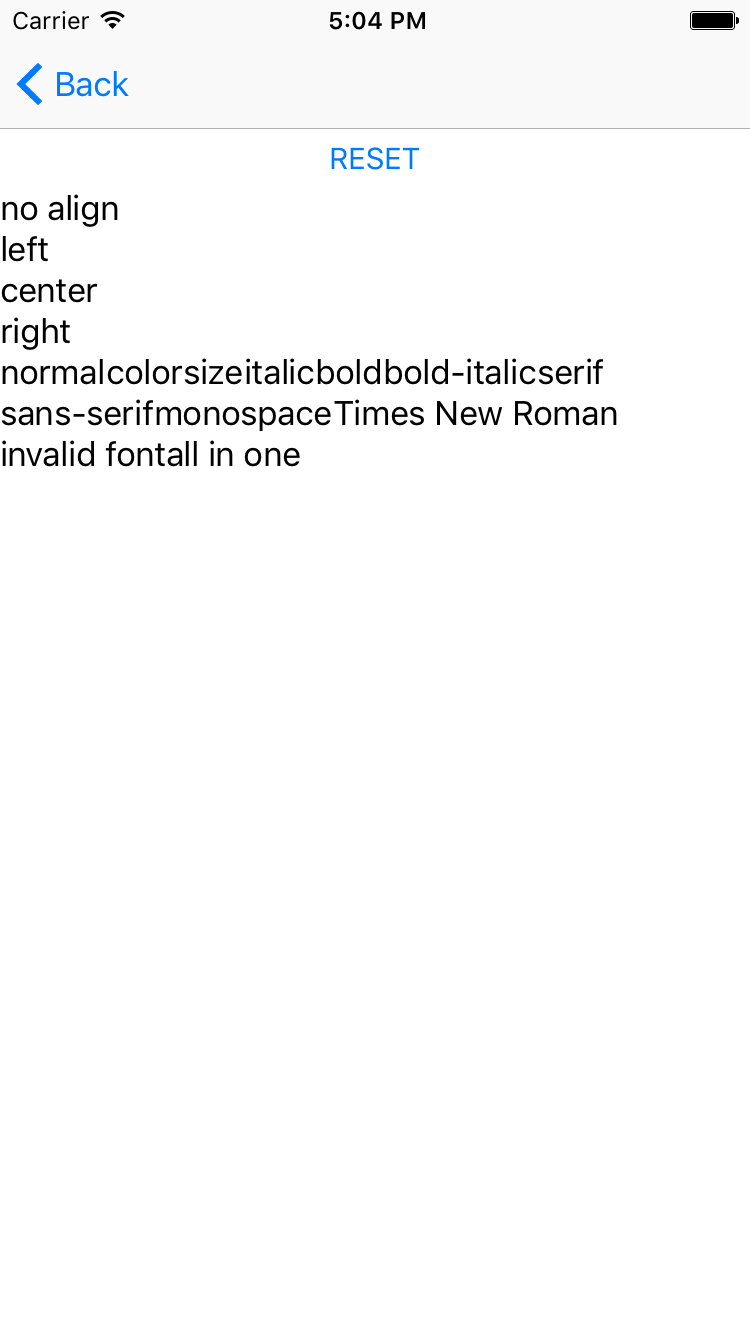 Carrier 5:04 PM
Back
RESET
no align
left
center
right
normalcolorsizeitalicboldbold-italicserif
sans-serifmonospaceTimes New Roman
invalid fontall in one